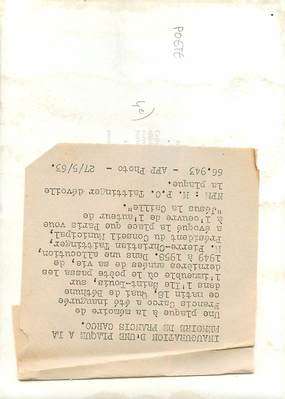 POETE
INAUGURATION D'UNE PLAQUE A LA
MEMOIRE DE FRANCIS CARCO.
Une plaque à la mémoire de
Francis Carco a été inaugurée
ce matin 18, Quai de Béthune
dans l'Ile Saint-Louis, sur
l'immeuble où le poète passa les
dernières années de sa vie, de
1949 à 1958. Dans une allocution
M. Pierre-Christian Taittinger,
Président du Conseil Municipal,
a évoqué la place que Paris voue
à l'oeuvre de l'auteur de
"Jésus la Caille".
NPM : M. P.C. Taittinger dévoile
la plaque.
66.943 - AFP Photo - 27/5/63.